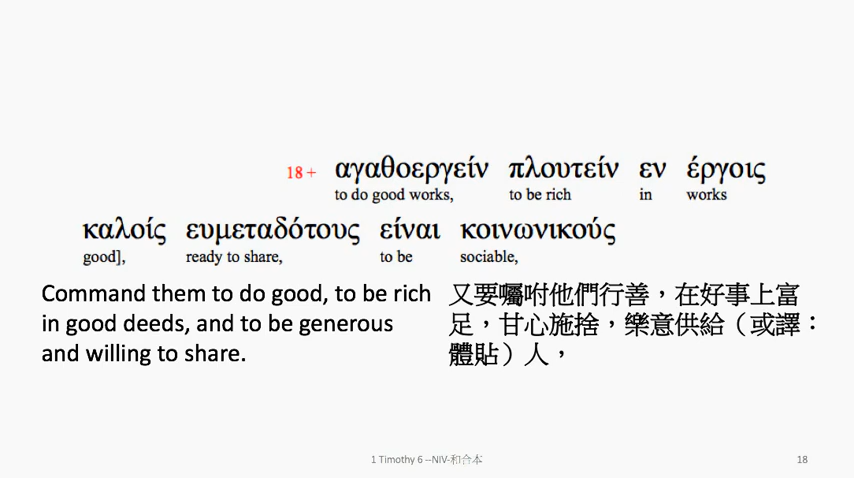 18 + αγαθοεργείν πλουτείν εν έργοις
to do good works, to be rich in works
καλοίς ευμεταδότους είναι κοινωνικούς
good], ready to share, to be sociable,
Command them to do good, to be rich
in good deeds, and to be generous
and willing to share.
又要囑咐他們行善，在好事上富
足，甘心施捨，樂意供給（或譯：
體貼）人，
1 Timothy 6 --NIV-和合本
18